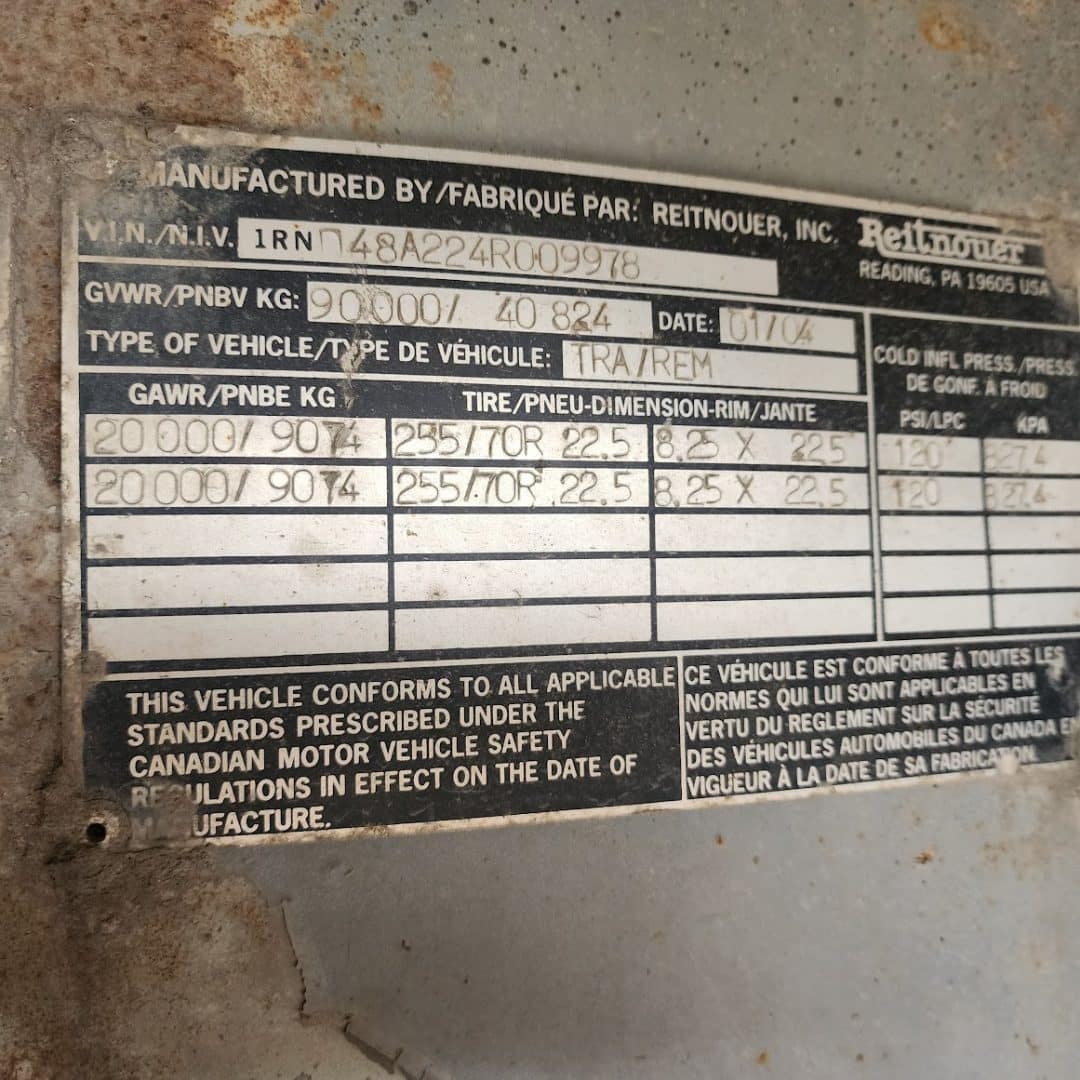 MANUFACTURED BY/FABRIQUÉ PAR: REITNOUER, INC.
Reitnouer
READING, PA 19605 USA
V.I.N./N.I.V. 1RN
GVWR/PNBV KG: 90000/ 40 824 DATE: 01/04
TYPE OF VEHICLE/TYPE DE VÉHICULE: TRA/REM
COLD INFL PRESS./PRESS.
DE GONF. À FROID
GAWR/PNBE KG TIRE/PNEU-DIMENSION-RIM/JANTE PSI/LPC KPA
20 000/ 9074 255/70R 22.5 8.25 X 22.5 120 827.4
20 000/ 9074 255/70R 22.5 8.25 X 22.5 120 827.4
THIS VEHICLE CONFORMS TO ALL APPLICABLE
STANDARDS PRESCRIBED UNDER THE
CANADIAN MOTOR VEHICLE SAFETY
REGULATIONS IN EFFECT ON THE DATE OF
MANUFACTURE.
CE VÉHICULE EST CONFORME À TOUTES LES
NORMES QUI LUI SONT APPLICABLES EN
VERTU DU REGLEMENT SUR LA SÉCURITÉ
DES VÉHICULES AUTOMOBILES DU CANADA EN
VIGUEUR À LA DATE DE SA FABRICATION.